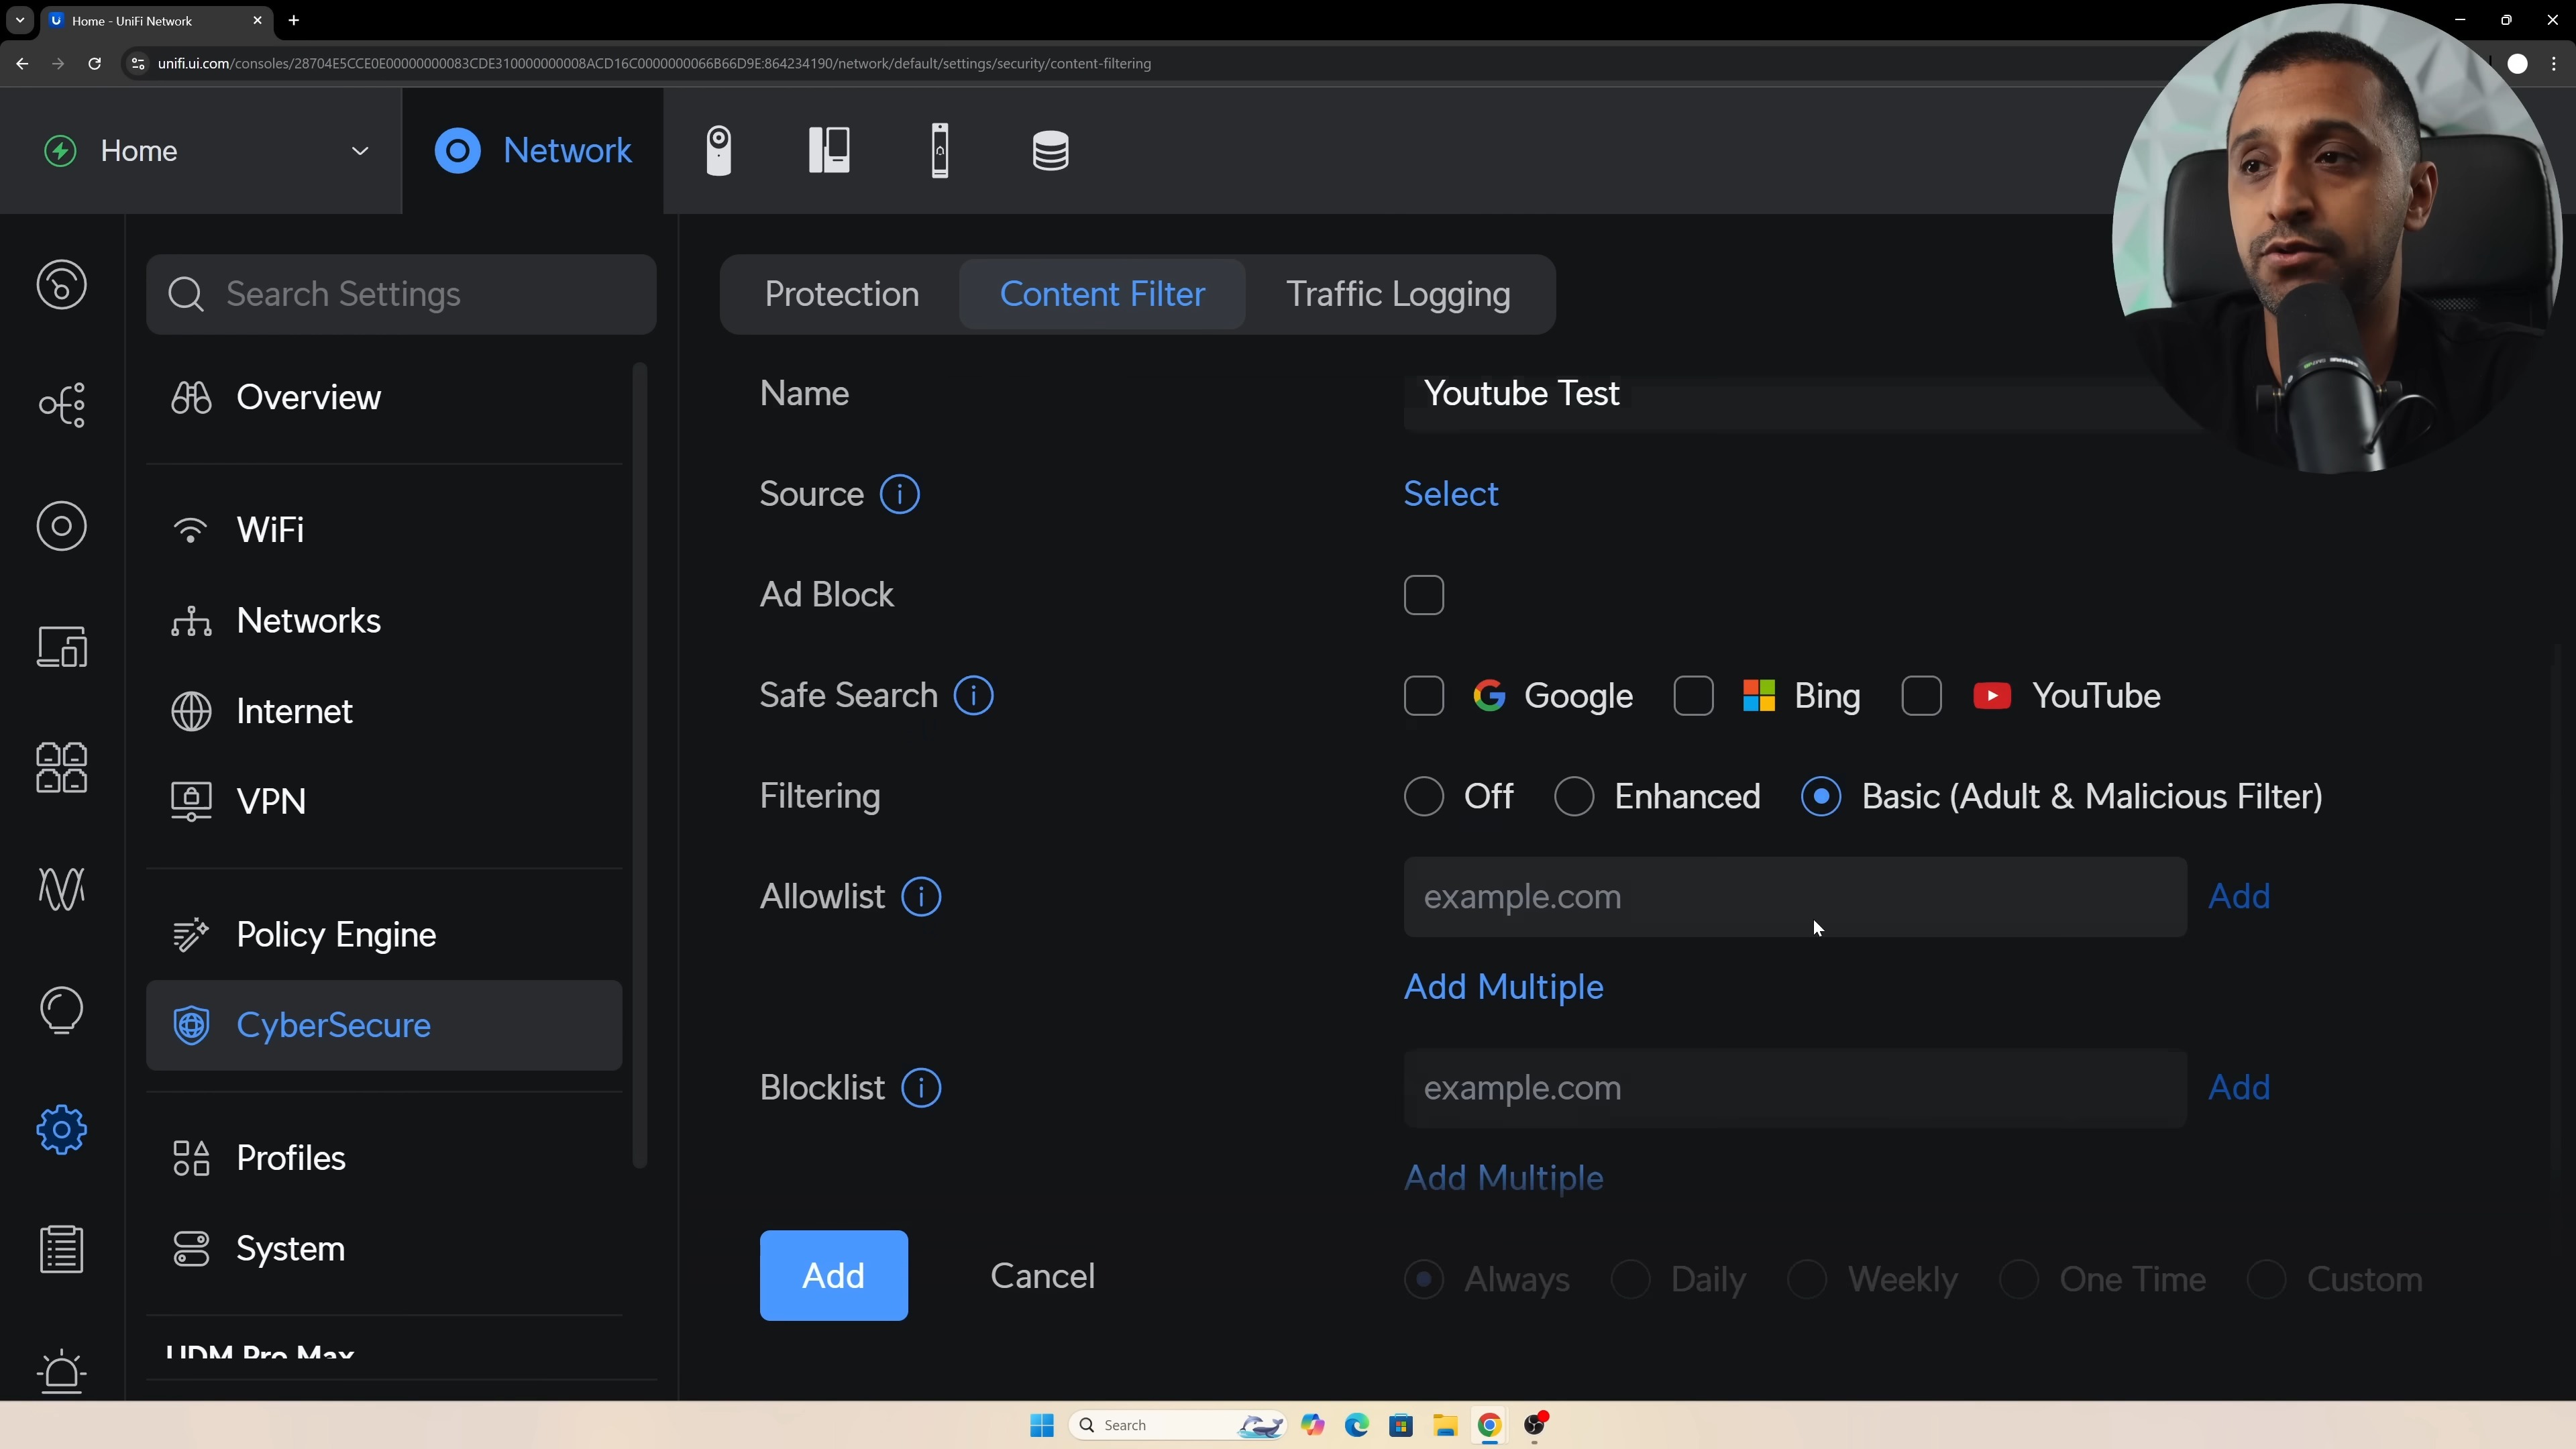 Home - UniFi Network
unifi.ui.com/consoles/28704E5CCE0E00000000083CDE310000000008ACD16C0000000066B66D9E:864234190/network/default/settings/security/content-filtering
Home
Network
Search Settings
Overview
WiFi
Networks
Internet
VPN
Policy Engine
CyberSecure
Profiles
System
UDM Pro Max
Protection Content Filter Traffic Logging
Name Youtube Test
Source Select
Ad Block
Safe Search Google Bing YouTube
Filtering Off Enhanced Basic (Adult & Malicious Filter)
Allowlist example.com Add
Add Multiple
Blocklist example.com Add
Add Multiple
Add Cancel Always Daily Weekly One Time Custom
Search